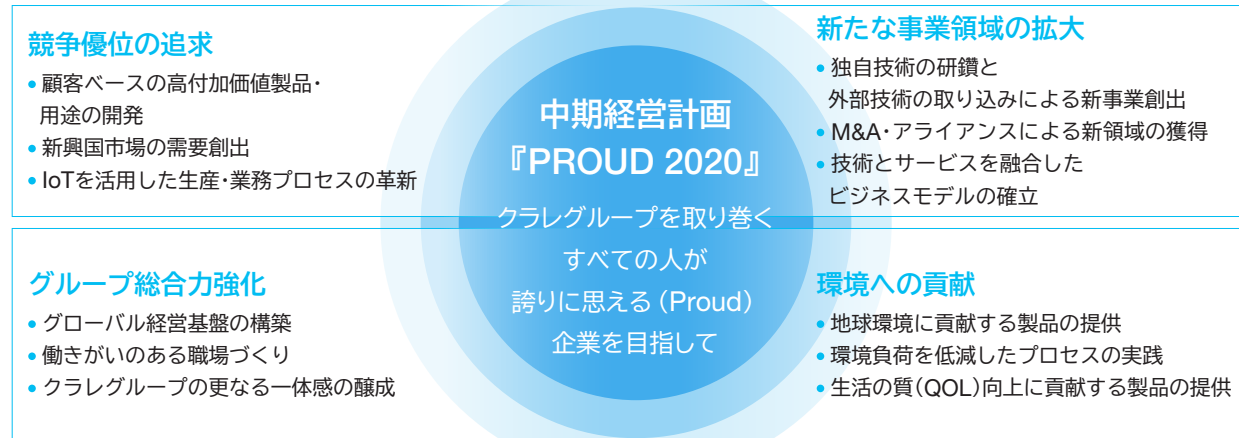 競争優位の追求
• 顧客ベースの高付加価値製品・
用途の開発
• 新興国市場の需要創出
• IoTを活用した生産・業務プロセスの革新
新たな事業領域の拡大
• 独自技術の研鑽と
外部技術の取り込みによる新事業創出
• M&A・アライアンスによる新領域の獲得
• 技術とサービスを融合した
ビジネスモデルの確立
中期経営計画
『PROUD 2020』
クラレグループを取り巻く
すべての人が
誇りに思える（Proud）
企業を目指して
グループ総合力強化
• グローバル経営基盤の構築
• 働きがいのある職場づくり
• クラレグループの更なる一体感の醸成
環境への貢献
• 地球環境に貢献する製品の提供
• 環境負荷を低減したプロセスの実践
• 生活の質（QOL）向上に貢献する製品の提供